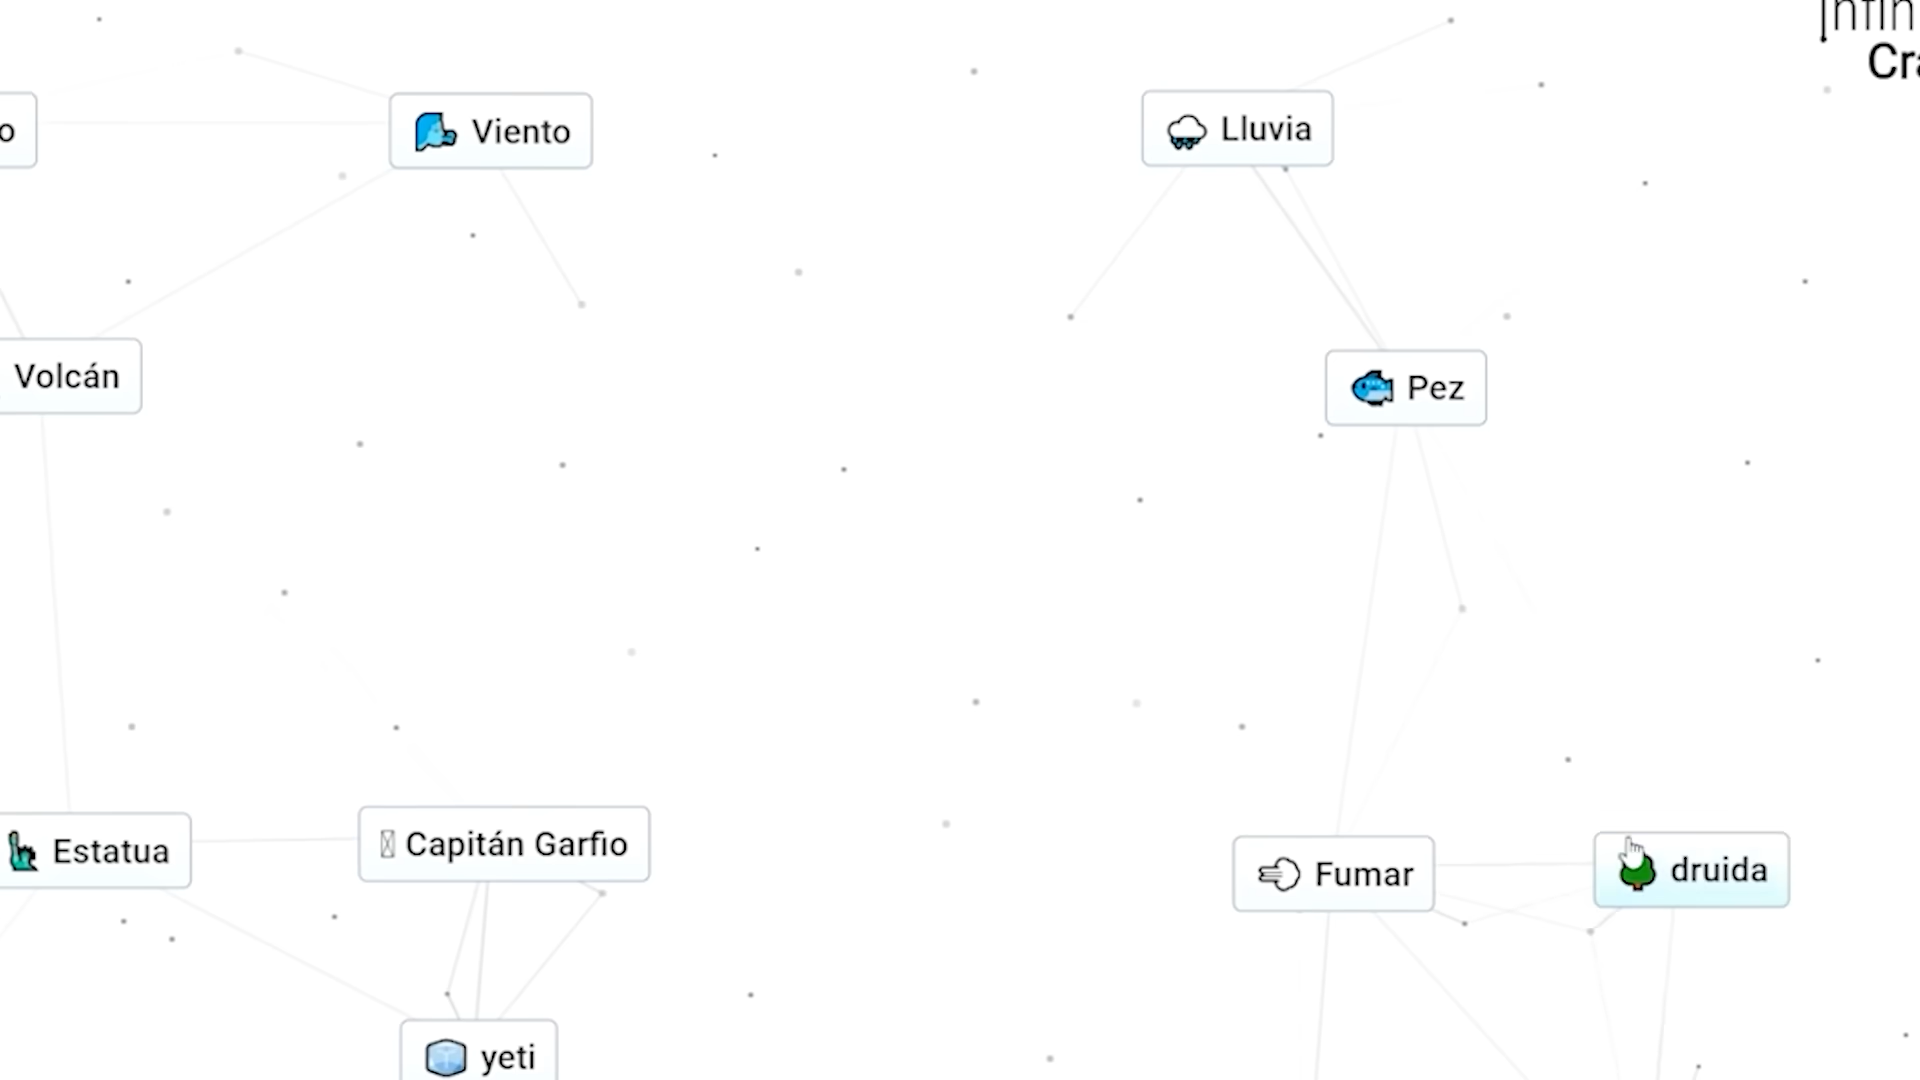 Viento
Lluvia
Volcán
Pez
Estatua
Capitán Garfio
Fumar
druida
yeti